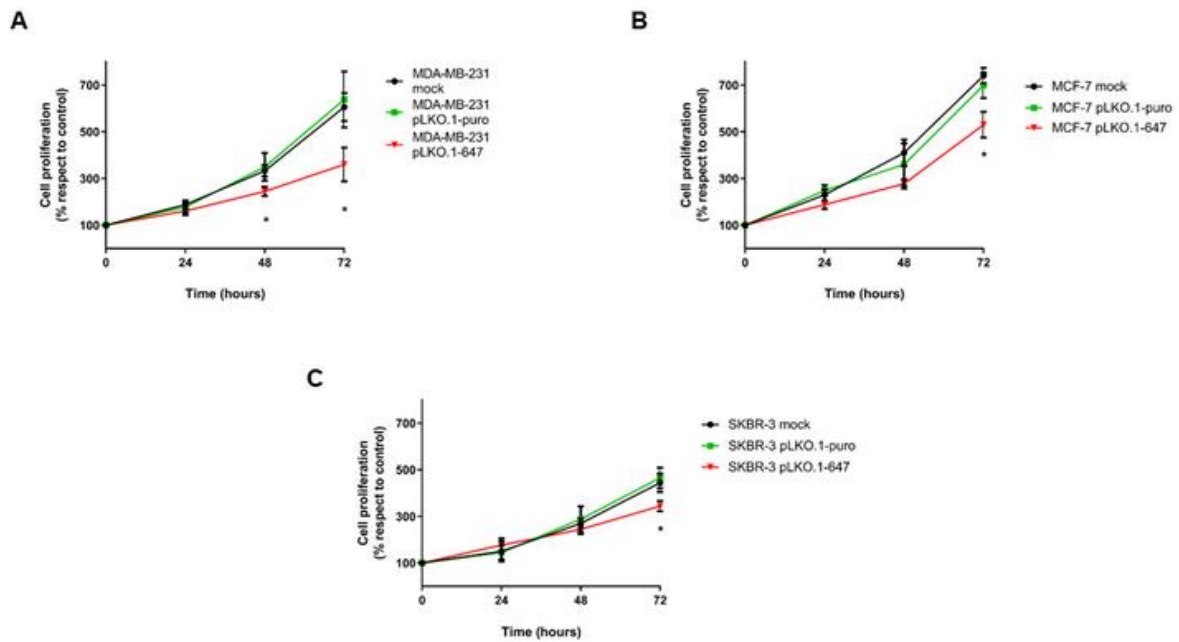 A
Cell proliferation
(% respect to control)
700
500
300
100
0 24 48 72
Time (hours)
*
*
MDA-MB-231
mock
MDA-MB-231
pLKO.1-puro
MDA-MB-231
pLKO.1-647
B
Cell proliferation
(% respect to control)
700
500
300
100
0 24 48 72
Time (hours)
*
MCF-7 mock
MCF-7 pLKO.1-puro
MCF-7 pLKO.1-647
C
Cell proliferation
(% respect to control)
700
500
300
100
0 24 48 72
Time (hours)
*
SKBR-3 mock
SKBR-3 pLKO.1-puro
SKBR-3 pLKO.1-647